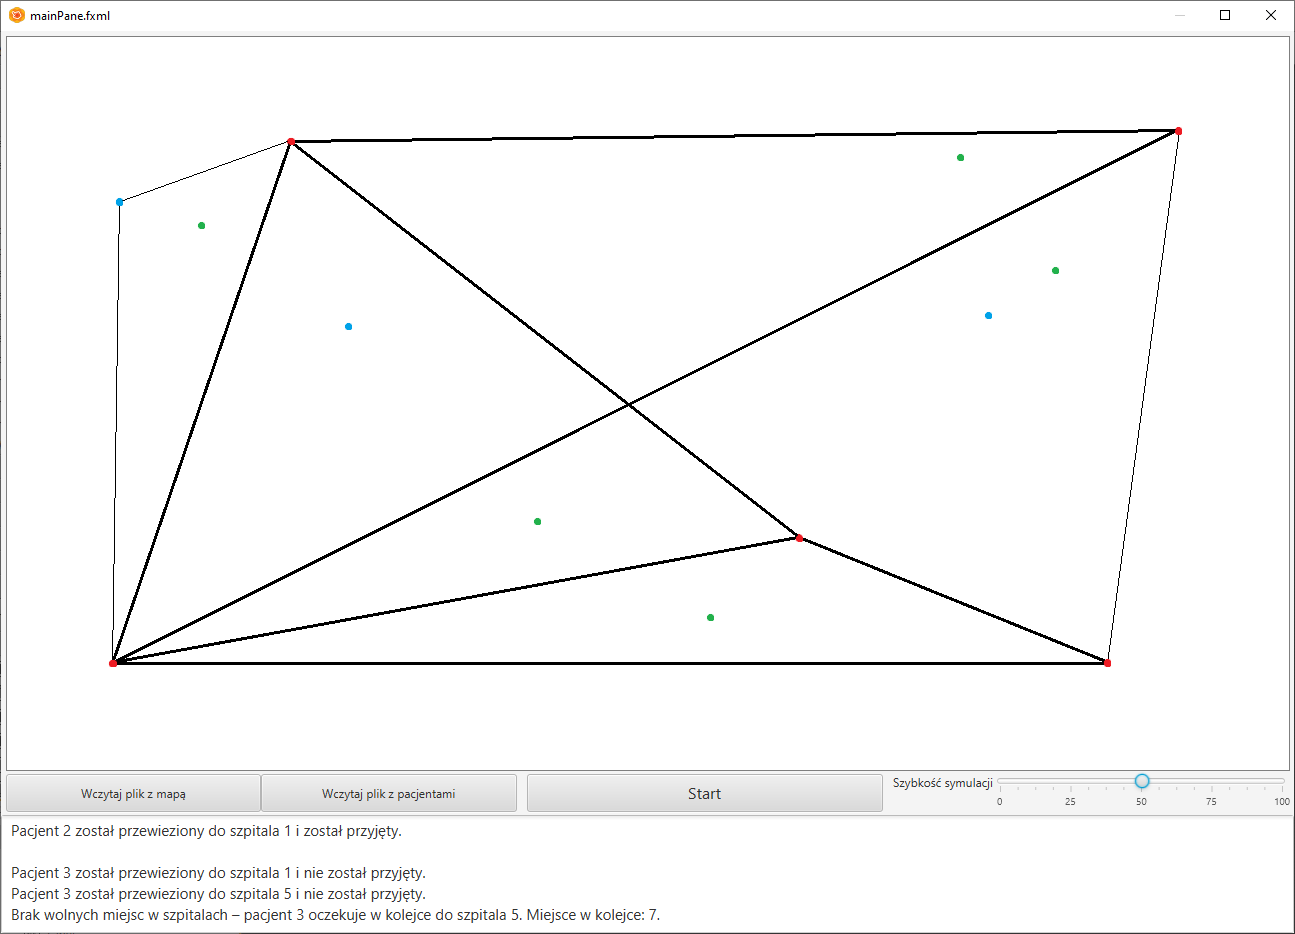 mainPane.fxml
Wczytaj plik z mapą
Wczytaj plik z pacjentami
Start
Szybkość symulacji
0 25 50 75 100
Pacjent 2 został przewieziony do szpitala 1 i został przyjęty.
Pacjent 3 został przewieziony do szpitala 1 i nie został przyjęty.
Pacjent 3 został przewieziony do szpitala 5 i nie został przyjęty.
Brak wolnych miejsc w szpitalach – pacjent 3 oczekuje w kolejce do szpitala 5. Miejsce w kolejce: 7.